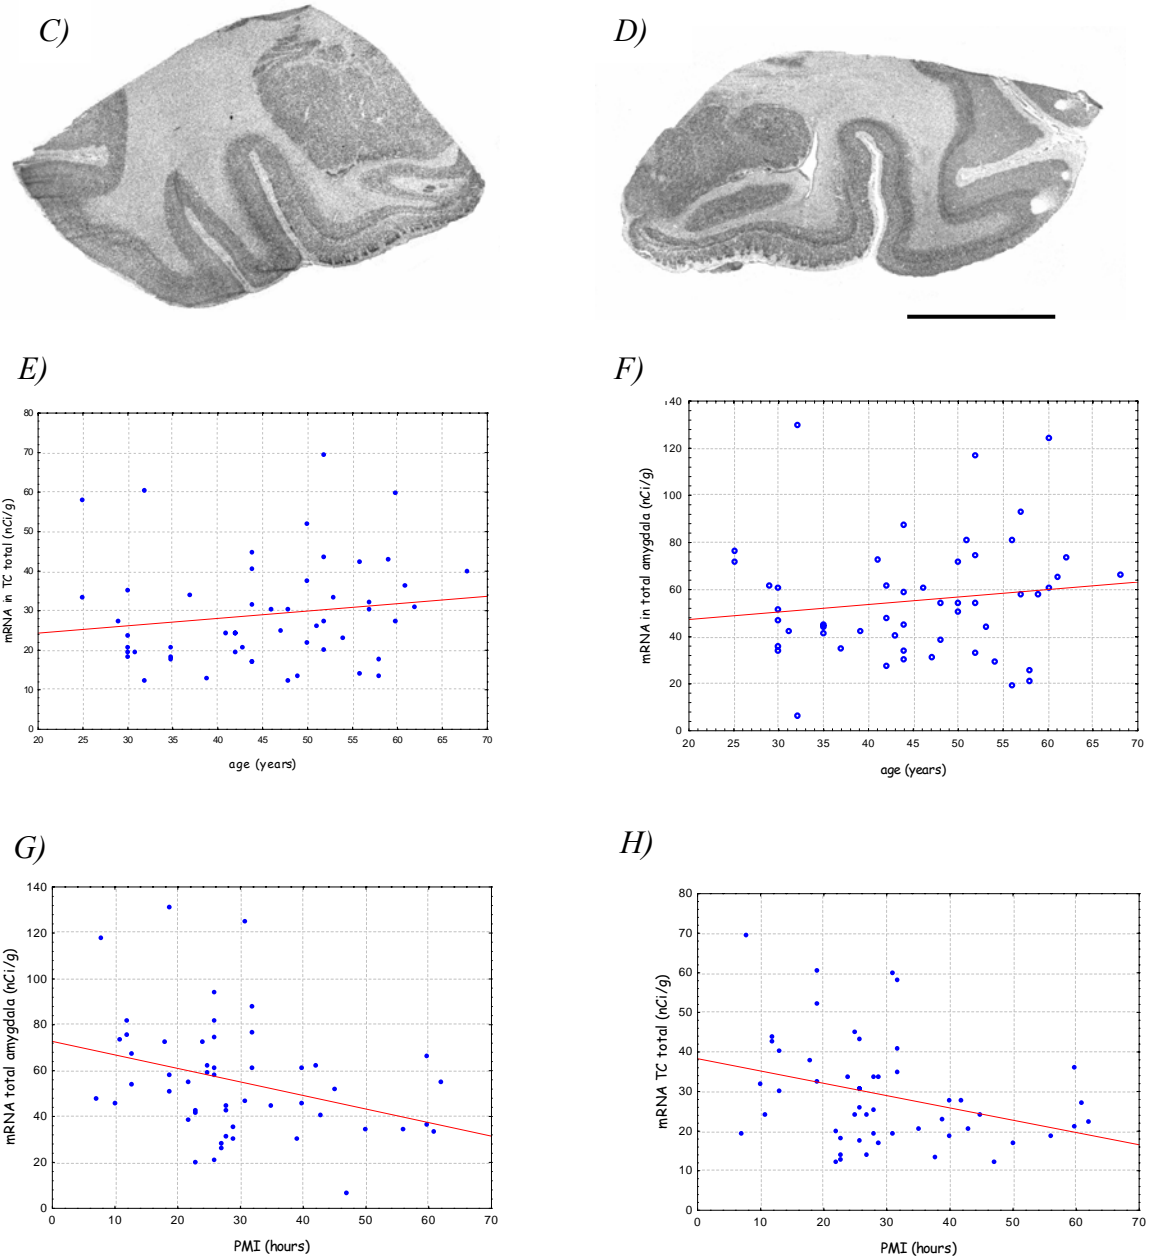 C)
D)
E)
F)
80
70
60
50
40
30
20
10
0
mRNA in TC total (nCi/g)
20 25 30 35 40 45 50 55 60 65 70
age (years)
140
120
100
80
60
40
20
0
mRNA in total amygdala (nCi/g)
20 25 30 35 40 45 50 55 60 65 70
age (years)
G)
H)
140
120
100
80
60
40
20
0
mRNA total amygdala (nCi/g)
0 10 20 30 40 50 60 70
PMI (hours)
80
70
60
50
40
30
20
10
0
mRNA TC total (nCi/g)
0 10 20 30 40 50 60 70
PMI (hours)